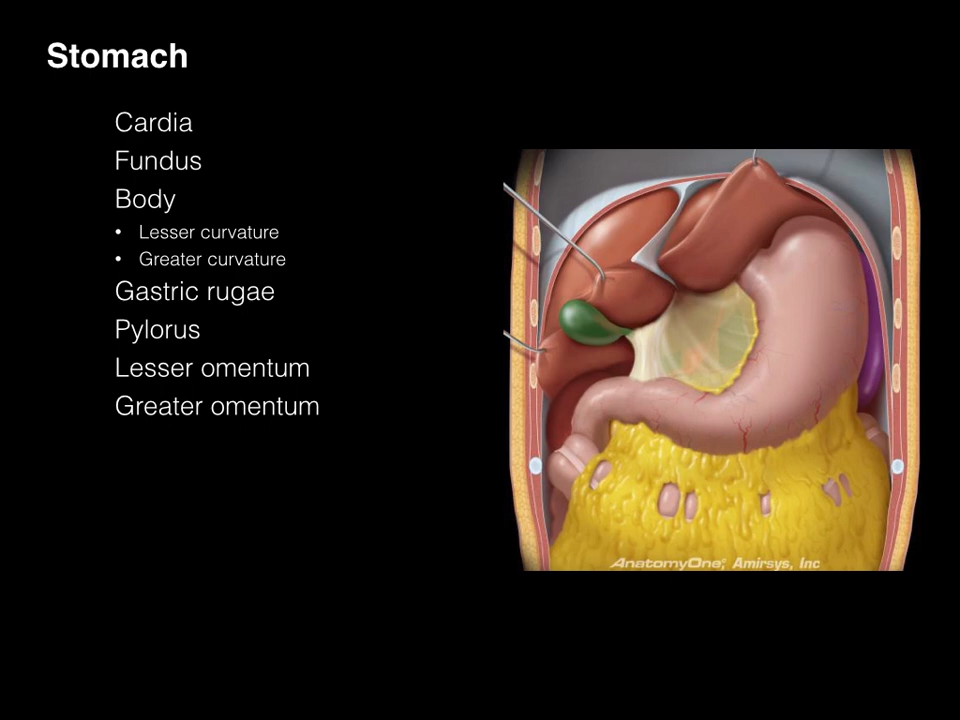 Stomach
Cardia
Fundus
Body
• Lesser curvature
• Greater curvature
Gastric rugae
Pylorus
Lesser omentum
Greater omentum
AnatomyOne®, Amirsys, Inc